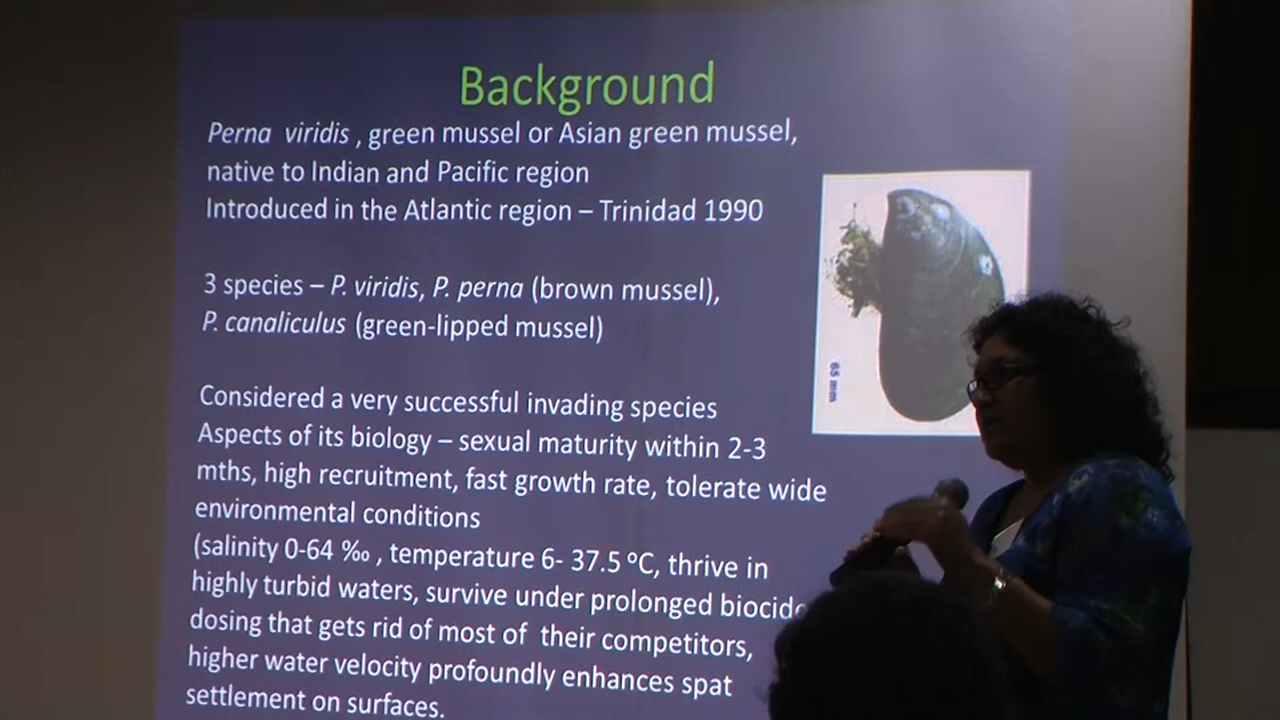 Background
Perna viridis , green mussel or Asian green mussel,
native to Indian and Pacific region
Introduced in the Atlantic region – Trinidad 1990
3 species – P. viridis, P. perna (brown mussel),
P. canaliculus (green-lipped mussel)
Considered a very successful invading species
Aspects of its biology – sexual maturity within 2-3
mths, high recruitment, fast growth rate, tolerate wide
environmental conditions
(salinity 0-64 ‰ , temperature 6- 37.5 ºC, thrive in
highly turbid waters, survive under prolonged biocide
dosing that gets rid of most of their competitors,
higher water velocity profoundly enhances spat
settlement on surfaces.
65 mm